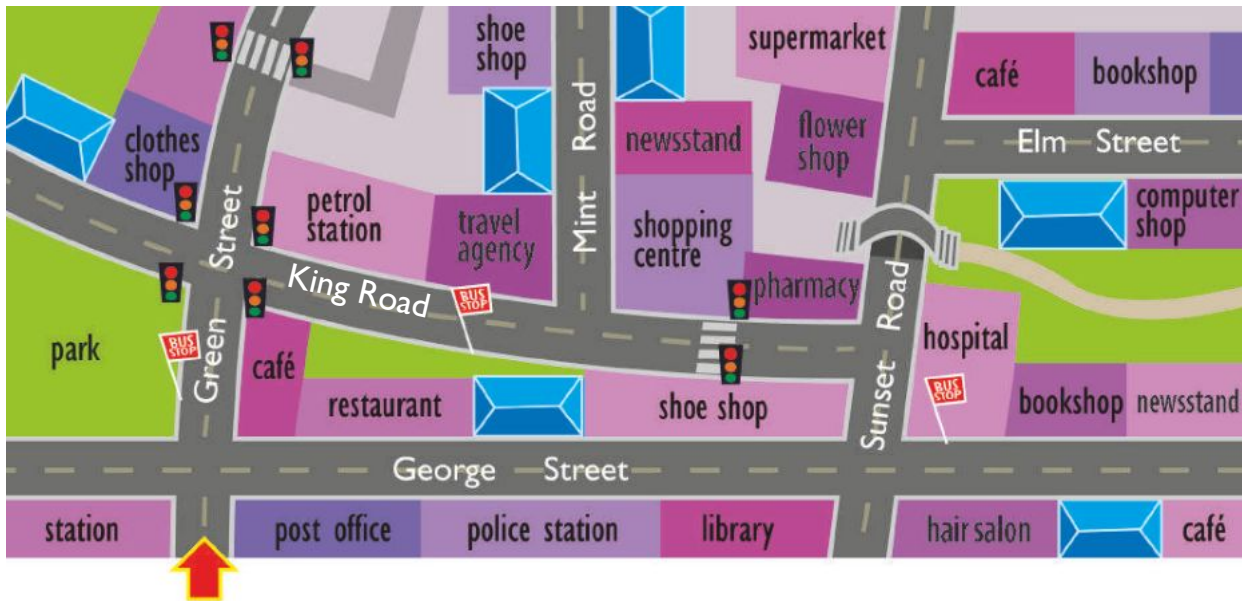 shoe
shop
supermarket
café
bookshop
clothes
shop
newsstand
flower
shop
Mint Road
Elm Street
petrol
station
travel
agency
shopping
centre
computer
shop
Green Street
King Road
BUS
STOP
pharmacy
Sunset Road
hospital
park
BUS
STOP
café
restaurant
shoe shop
BUS
STOP
bookshop
newsstand
George Street
station
post office
police station
library
hair salon
café